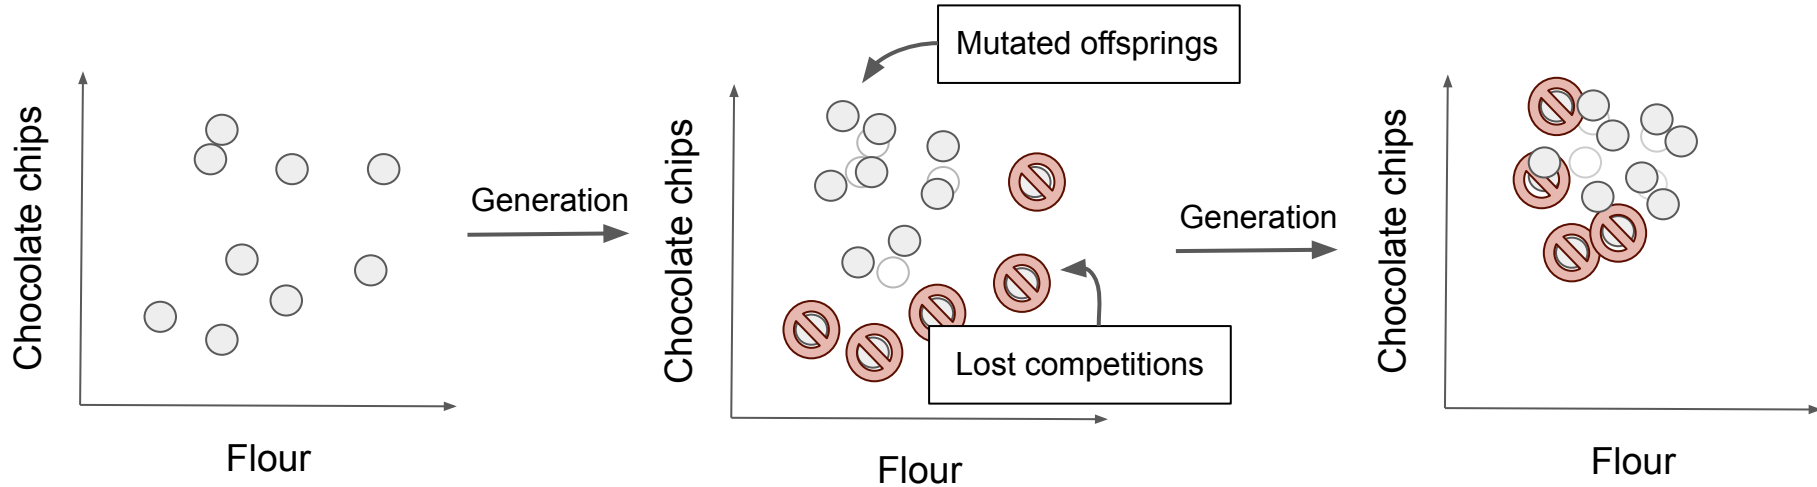 Chocolate chips
Flour
Generation
Mutated offsprings
Chocolate chips
Lost competitions
Flour
Generation
Chocolate chips
Flour